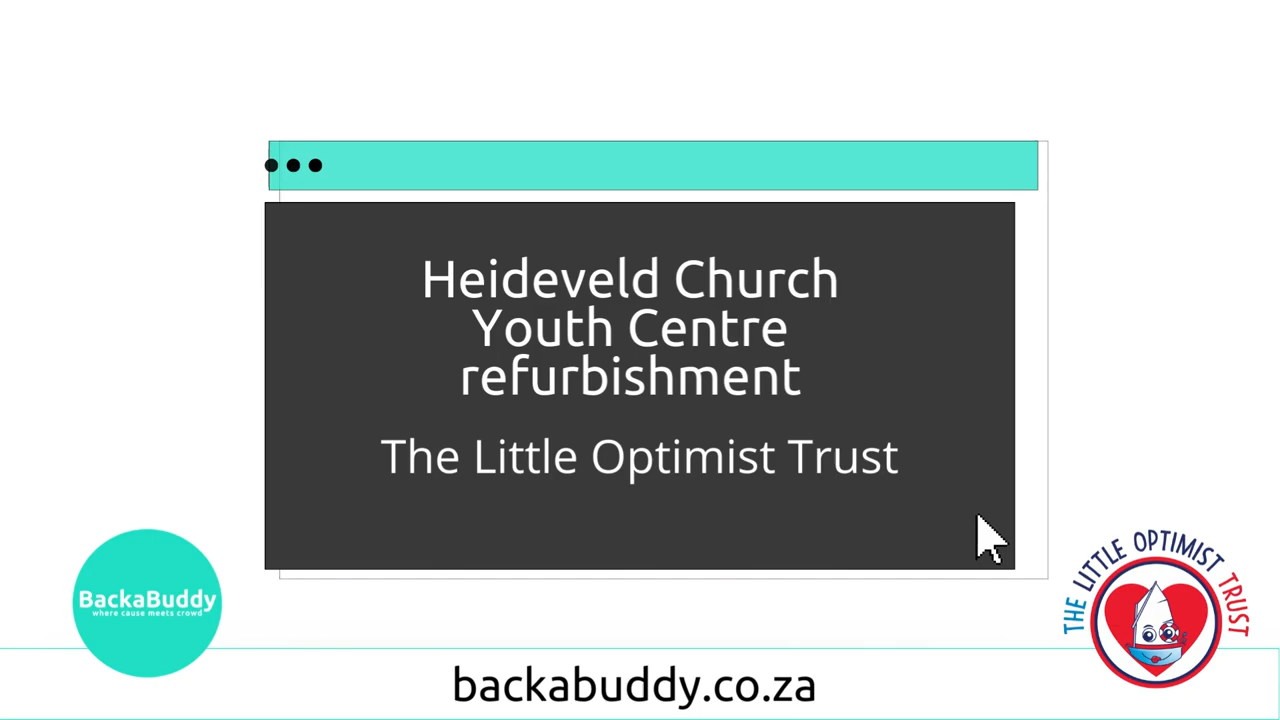 Heideveld Church
Youth Centre
refurbishment
The Little Optimist Trust
BackaBuddy
where cause meets crowd
THE LITTLE OPTIMIST TRUST
backabuddy.co.za